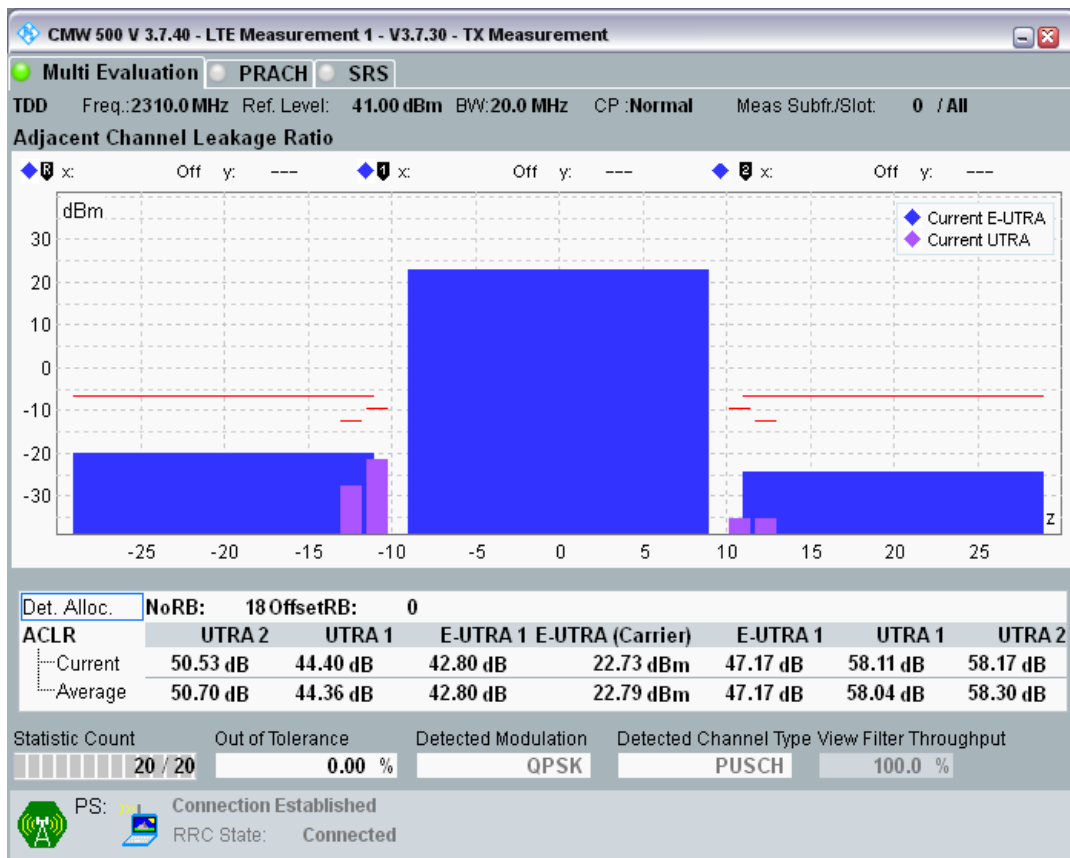 CMW 500 V 3.7.40 - LTE Measurement 1 - V3.7.30 - TX Measurement
Multi Evaluation PRACH SRS
TDD Freq.:2310.0 MHz Ref. Level: 41.00 dBm BW:20.0 MHz CP :Normal Meas Subfr./Slot: 0 / All
Adjacent Channel Leakage Ratio
R x: Off y: --- 1 x: Off y: --- 2 x: Off y: ---
dBm
Current E-UTRA
Current UTRA
30
20
10
0
-10
-20
-30
z
-25 -20 -15 -10 -5 0 5 10 15 20 25
Det. Alloc. NoRB: 18 OffsetRB: 0
ACLR UTRA 2 UTRA 1 E-UTRA 1 E-UTRA (Carrier) E-UTRA 1 UTRA 1 UTRA 2
Current 50.53 dB 44.40 dB 42.80 dB 22.73 dBm 47.17 dB 58.11 dB 58.17 dB
Average 50.70 dB 44.36 dB 42.80 dB 22.79 dBm 47.17 dB 58.04 dB 58.30 dB
Statistic Count Out of Tolerance Detected Modulation Detected Channel Type View Filter Throughput
20 / 20 0.00 % QPSK PUSCH 100.0 %
PS: Connection Established
RRC State: Connected